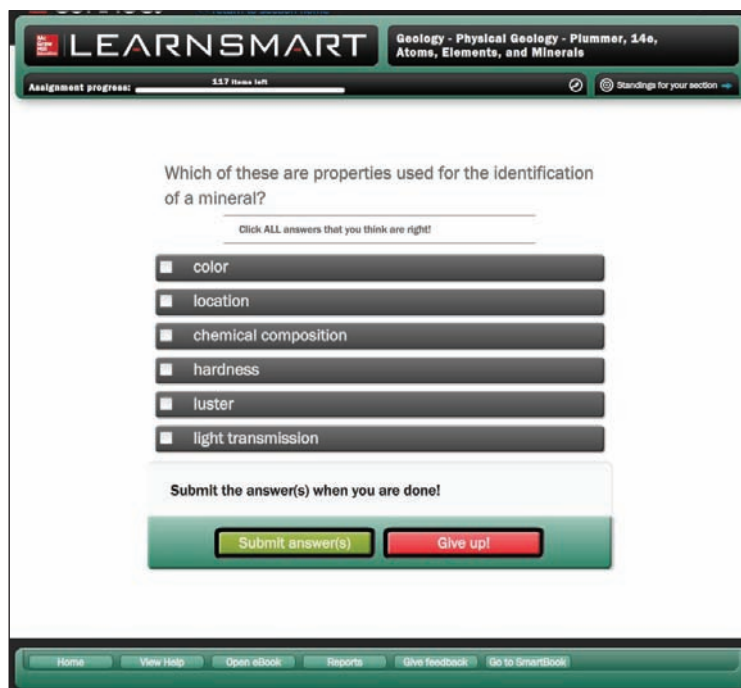 LEARNSMART
Geology - Physical Geology - Plummer, 14e,
Atoms, Elements, and Minerals
Assignment progress:
117 items left
Standings for your section
Which of these are properties used for the identification
of a mineral?
Click ALL answers that you think are right!
color
location
chemical composition
hardness
luster
light transmission
Submit the answer(s) when you are done!
Submit answer(s)
Give up!
Home
View Help
Open eBook
Reports
Give feedback
Go to SmartBook